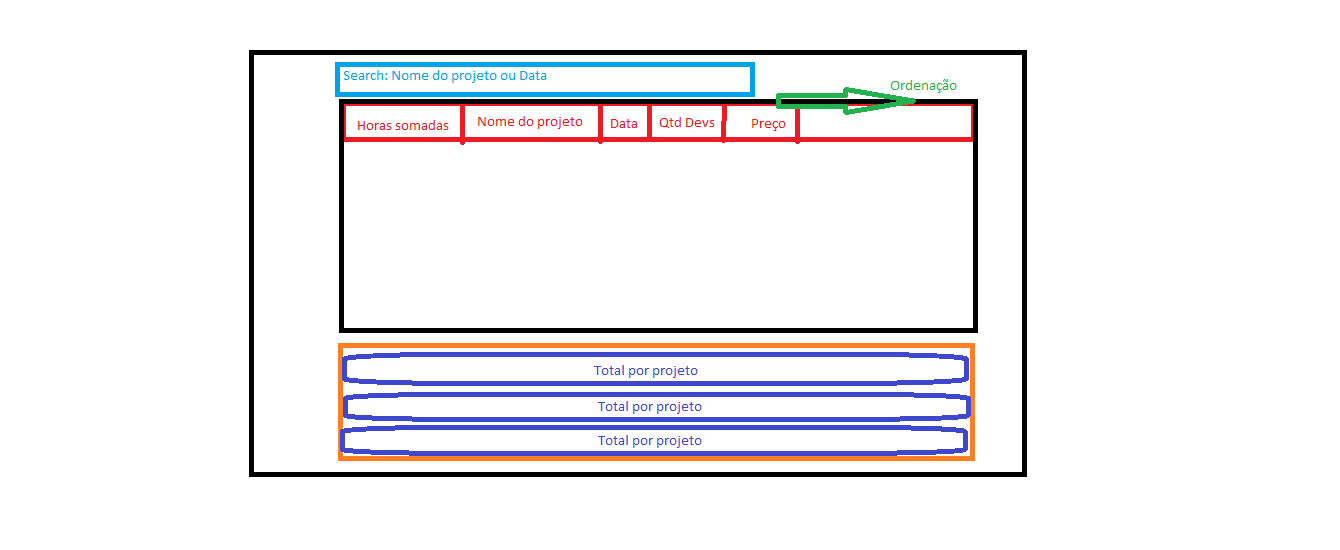 Search: Nome do projeto ou Data
Ordenação
Horas somadas Nome do projeto Data Qtd Devs Preço
Total por projeto
Total por projeto
Total por projeto